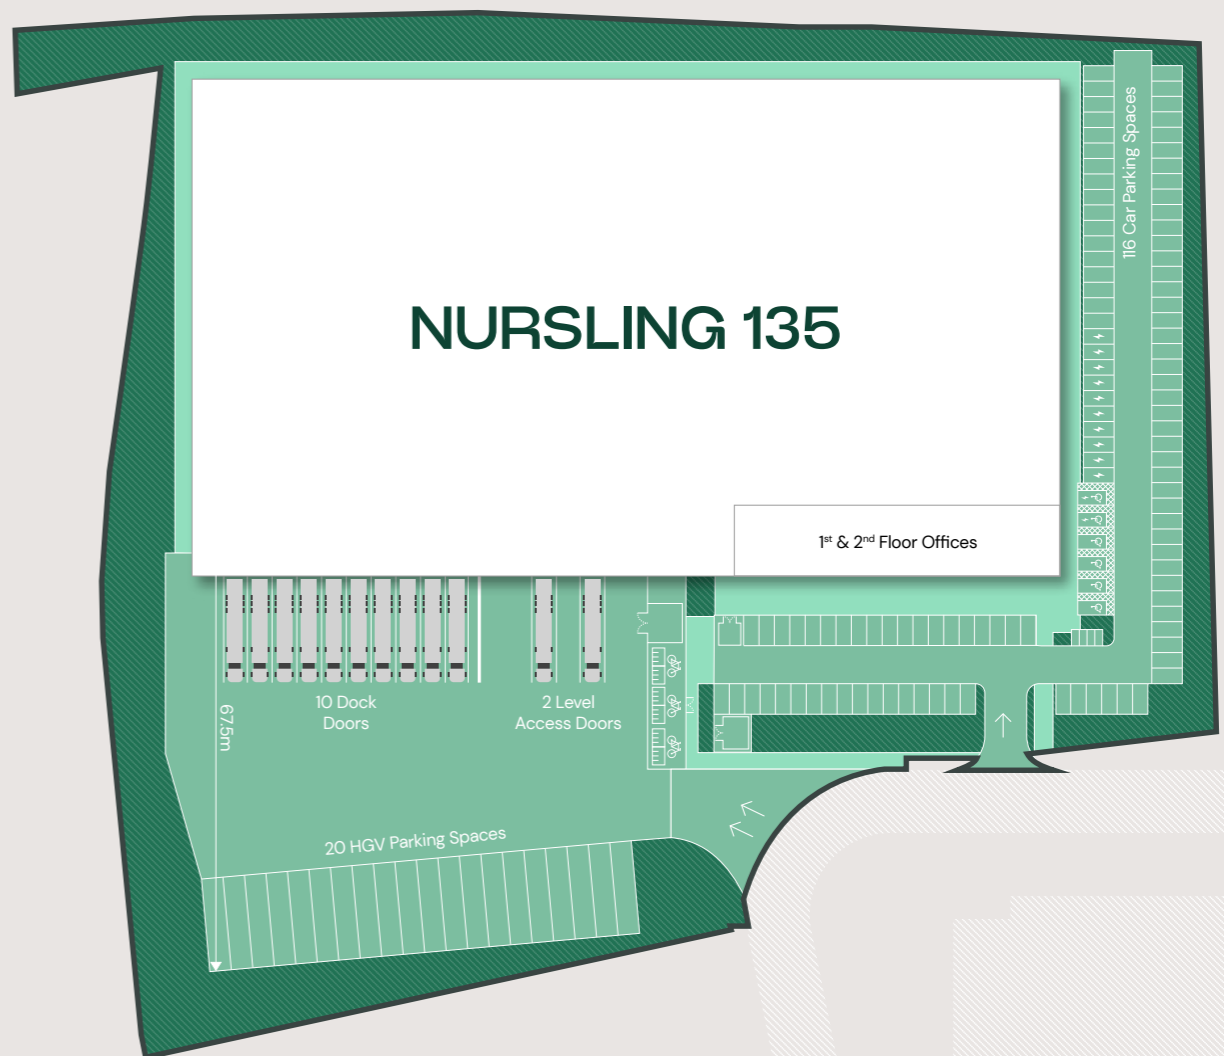 116 Car Parking Spaces
NURSLING 135
1st & 2nd Floor Offices
10 Dock
Doors
2 Level
Access Doors
67.5m
20 HGV Parking Spaces